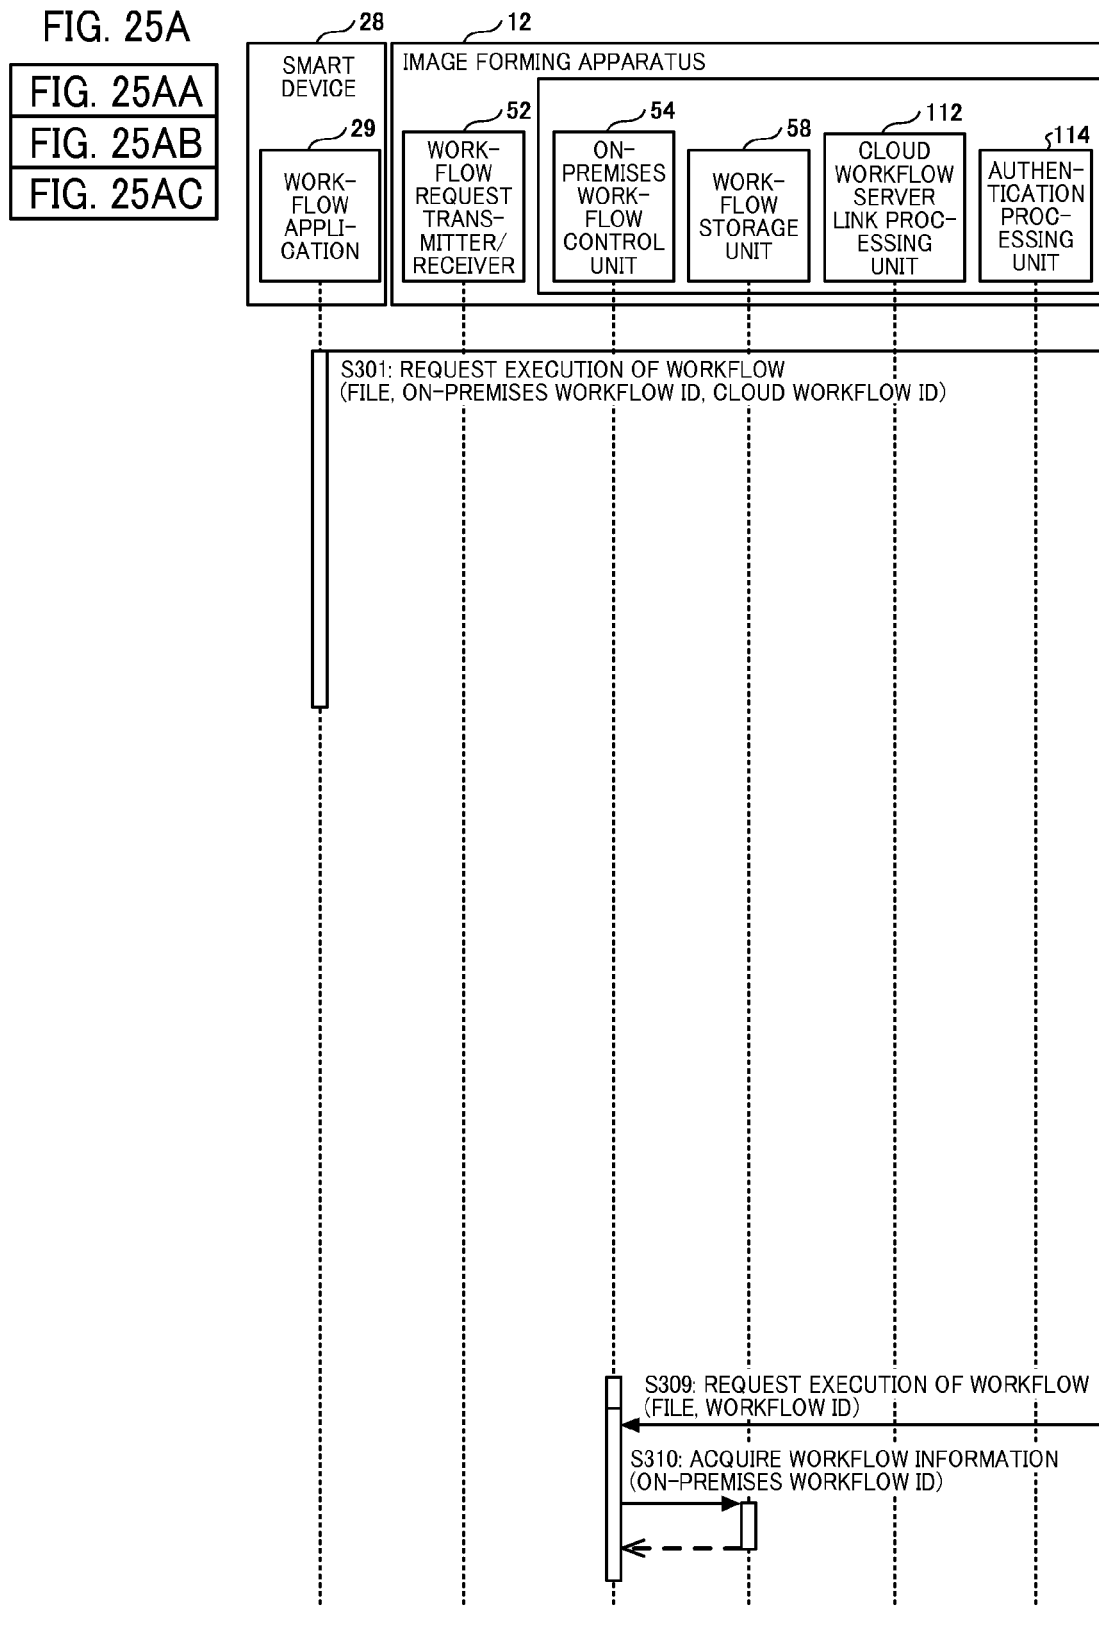 FIG. 25A
FIG. 25AA
FIG. 25AB
FIG. 25AC
28
12
SMART
DEVICE
IMAGE FORMING APPARATUS
29
52
54
58
112
114
WORK-
FLOW
APPLI-
CATION
WORK-
FLOW
REQUEST
TRANS-
MITTER/
RECEIVER
ON-
PREMISES
WORK-
FLOW
CONTROL
UNIT
WORK-
FLOW
STORAGE
UNIT
CLOUD
WORKFLOW
SERVER
LINK PROC-
ESSING
UNIT
AUTHEN-
TICATION
PROC-
ESSING
UNIT
S301: REQUEST EXECUTION OF WORKFLOW
(FILE, ON-PREMISES WORKFLOW ID, CLOUD WORKFLOW ID)
S309: REQUEST EXECUTION OF WORKFLOW
(FILE, WORKFLOW ID)
S310: ACQUIRE WORKFLOW INFORMATION
(ON-PREMISES WORKFLOW ID)